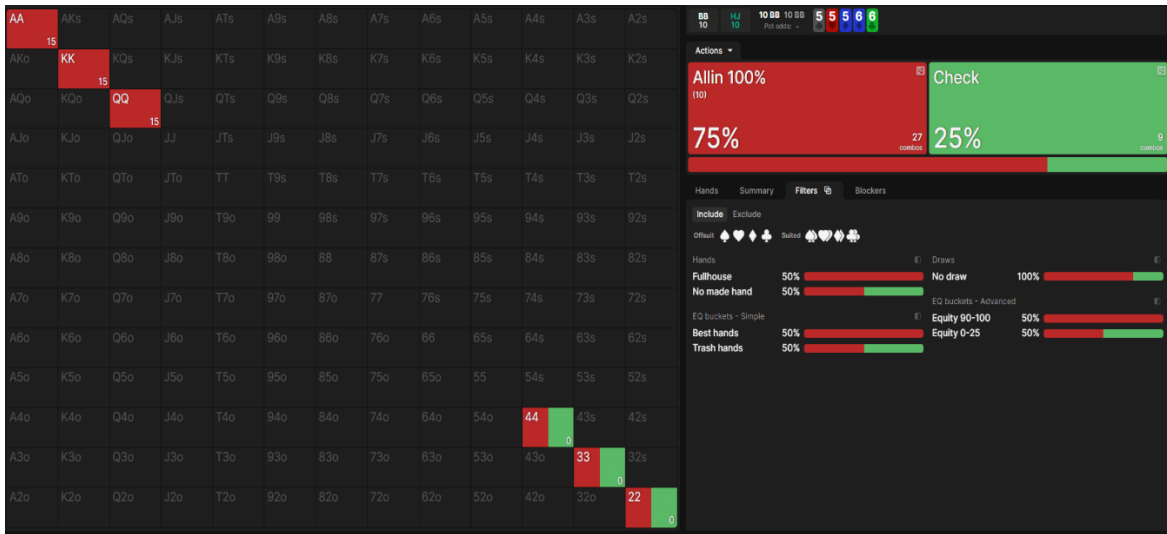 AA AKs AQs AJs ATs A9s A8s A7s A6s A5s A4s A3s A2s
15
AKo KK KQs KJs KTs K9s K8s K7s K6s K5s K4s K3s K2s
15
AQo KQo QQ QJs QTs Q9s Q8s Q7s Q6s Q5s Q4s Q3s Q2s
15
AJo KJo QJo JJ JTs J9s J8s J7s J6s J5s J4s J3s J2s
ATo KTo QTo JTo TT T9s T8s T7s T6s T5s T4s T3s T2s
A9o K9o Q9o J9o T9o 99 98s 97s 96s 95s 94s 93s 92s
A8o K8o Q8o J8o T8o 98o 88 87s 86s 85s 84s 83s 82s
A7o K7o Q7o J7o T7o 97o 87o 77 76s 75s 74s 73s 72s
A6o K6o Q6o J6o T6o 96o 86o 76o 66 65s 64s 63s 62s
A5o K5o Q5o J5o T5o 95o 85o 75o 65o 55 54s 53s 52s
A4o K4o Q4o J4o T4o 94o 84o 74o 64o 54o 44 43s 42s
0
A3o K3o Q3o J3o T3o 93o 83o 73o 63o 53o 43o 33 32s
0
A2o K2o Q2o J2o T2o 92o 82o 72o 62o 52o 42o 32o 22
0
BB HJ 10 BB 10 BB 5 5 5 6 6
10 10 Pot odds: -
Actions
Allin 100% Check
(10)
75% 27 combos 25% 9 combos
Hands Summary Filters Blockers
Include Exclude
Offsuit Suited
Hands Draws
Fullhouse 50% No draw 100%
No made hand 50%
EQ buckets - Advanced
EQ buckets - Simple Equity 90-100 50%
Best hands 50% Equity 0-25 50%
Trash hands 50%